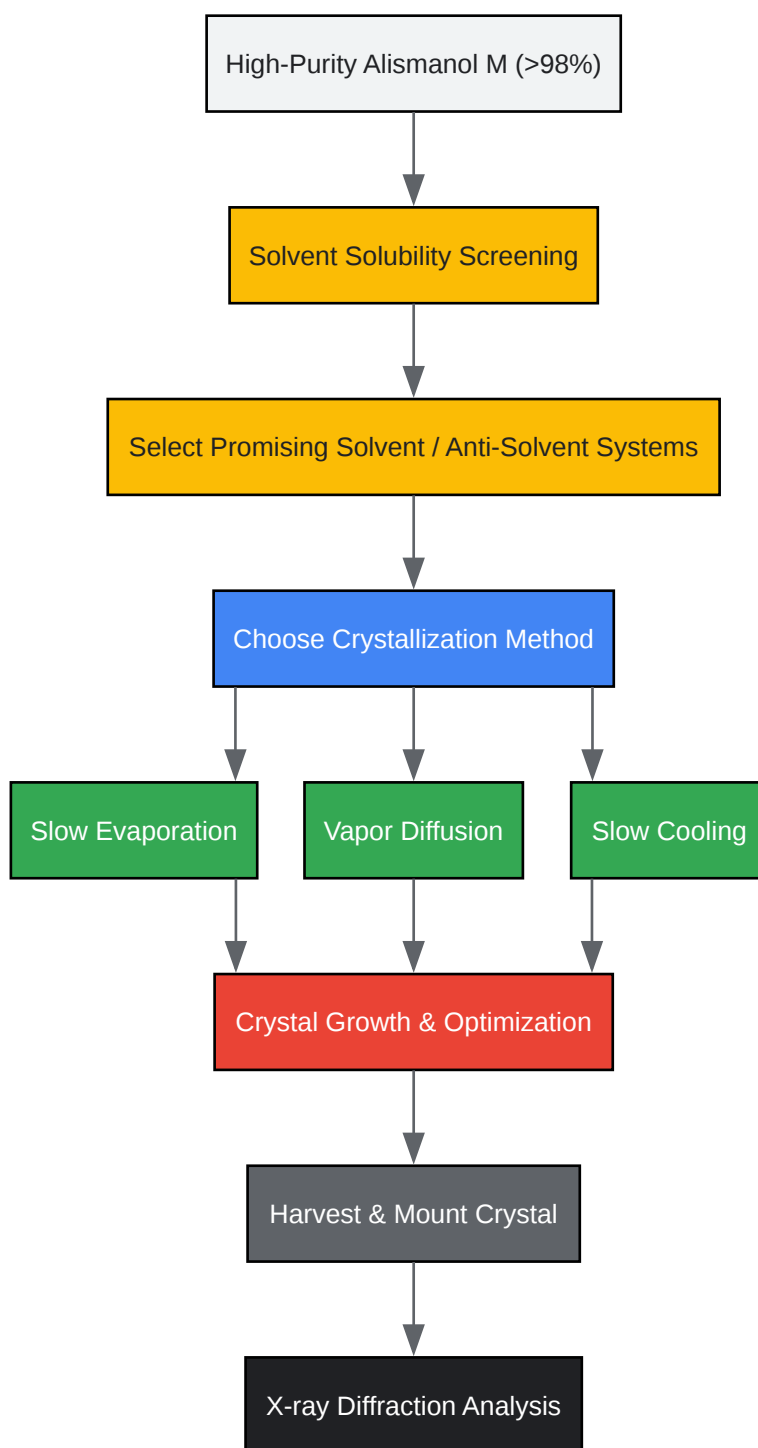 High-Purity Alismanol M (>98%)
Solvent Solubility Screening
Select Promising Solvent / Anti-Solvent Systems
Choose Crystallization Method
Slow Evaporation
Vapor Diffusion
Slow Cooling
Crystal Growth & Optimization
Harvest & Mount Crystal
X-ray Diffraction Analysis